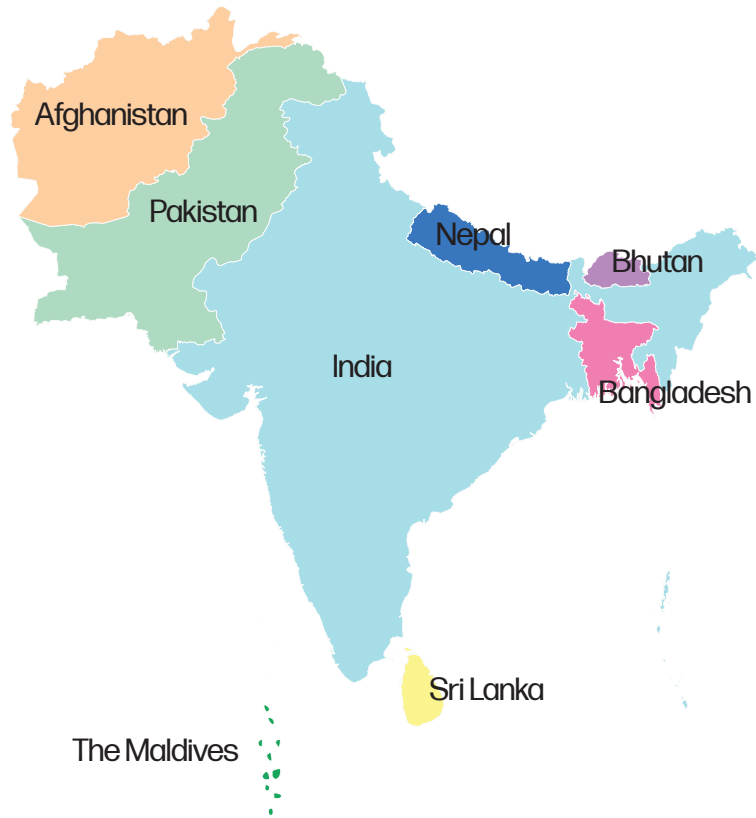 Afghanistan
Pakistan
Nepal
Bhutan
India
Bangladesh
Sri Lanka
The Maldives